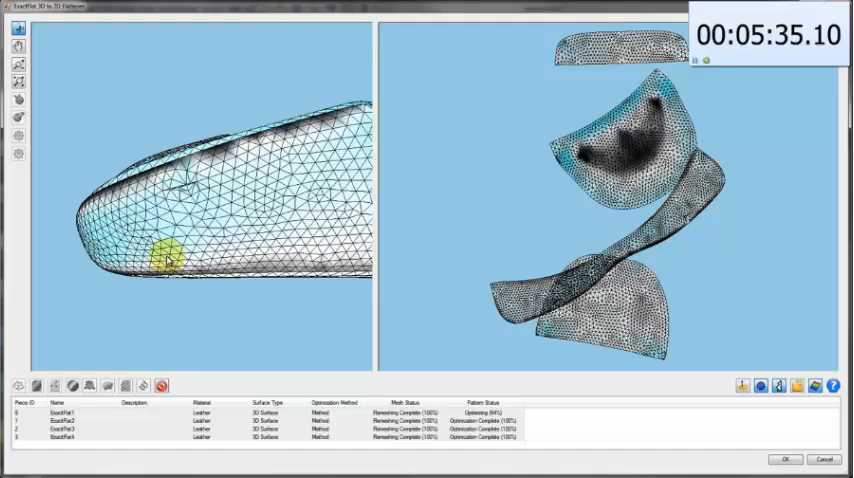 ExactFlat 3D to 2D Flattener
00:05:35.10
Piece ID Name Description Material Surface Type Optimization Method Mesh Status Pattern Status
0 ExactFlat1 Leather 3D Surface Method Remeshing Complete (100%) Optimizing (84%)
1 ExactFlat2 Leather 3D Surface Method Remeshing Complete (100%) Optimization Complete (100%)
2 ExactFlat3 Leather 3D Surface Method Remeshing Complete (100%) Optimization Complete (100%)
3 ExactFlat4 Leather 3D Surface Method Remeshing Complete (100%) Optimization Complete (100%)
OK Cancel